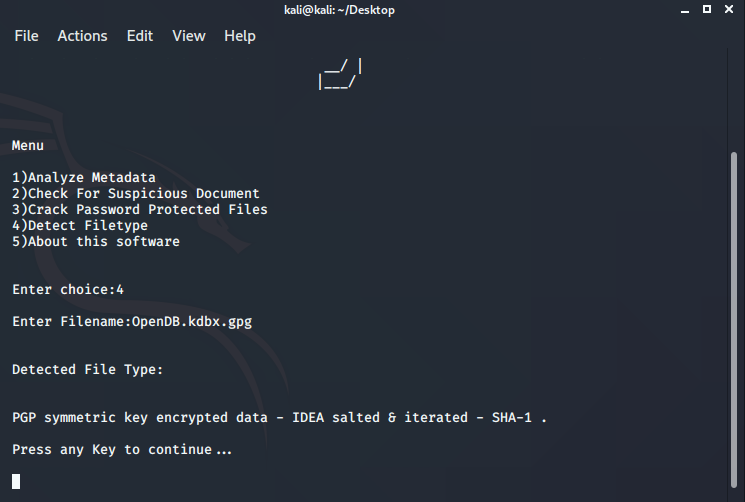 kali@kali: ~/Desktop
File Actions Edit View Help
__/ |
|___/
Menu
1)Analyze Metadata
2)Check For Suspicious Document
3)Crack Password Protected Files
4)Detect Filetype
5)About this software
Enter choice:4
Enter Filename:OpenDB.kdbx.gpg
Detected File Type:
PGP symmetric key encrypted data - IDEA salted & iterated - SHA-1 .
Press any Key to continue...